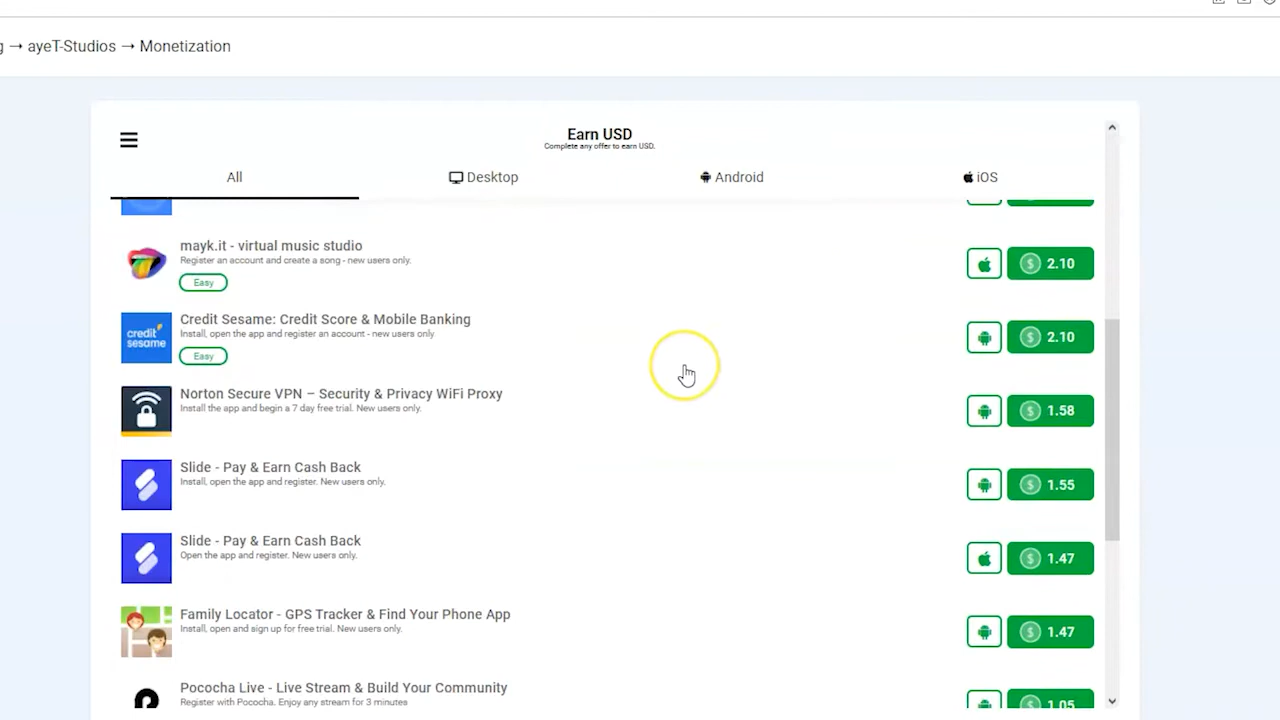 g → ayeT-Studios → Monetization
Earn USD
Complete any offer to earn USD.
All
Desktop
Android
iOS
mayk.it - virtual music studio
Register an account and create a song - new users only.
Easy
$ 2.10
credit sesame
Credit Sesame: Credit Score & Mobile Banking
Install, open the app and register an account - new users only
Easy
$ 2.10
Norton Secure VPN – Security & Privacy WiFi Proxy
Install the app and begin a 7 day free trial. New users only.
$ 1.58
Slide - Pay & Earn Cash Back
Install, open the app and register. New users only.
$ 1.55
Slide - Pay & Earn Cash Back
Open the app and register. New users only.
$ 1.47
Family Locator - GPS Tracker & Find Your Phone App
Install, open and sign up for free trial. New users only.
$ 1.47
Pococha Live - Live Stream & Build Your Community
Register with Pococha. Enjoy any stream for 3 minutes
$ 1.05